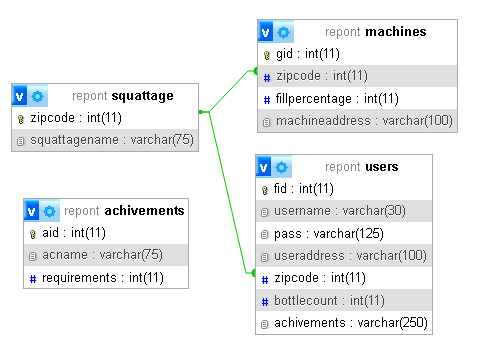 v repont machines
gid : int(11)
# zipcode : int(11)
# fillpercentage : int(11)
machineaddress : varchar(100)
v repont squattage
zipcode : int(11)
squattagename : varchar(75)
v repont users
fid : int(11)
username : varchar(30)
pass : varchar(125)
useraddress : varchar(100)
# zipcode : int(11)
# bottlecount : int(11)
achivements : varchar(250)
v repont achivements
aid : int(11)
acname : varchar(75)
# requirements : int(11)